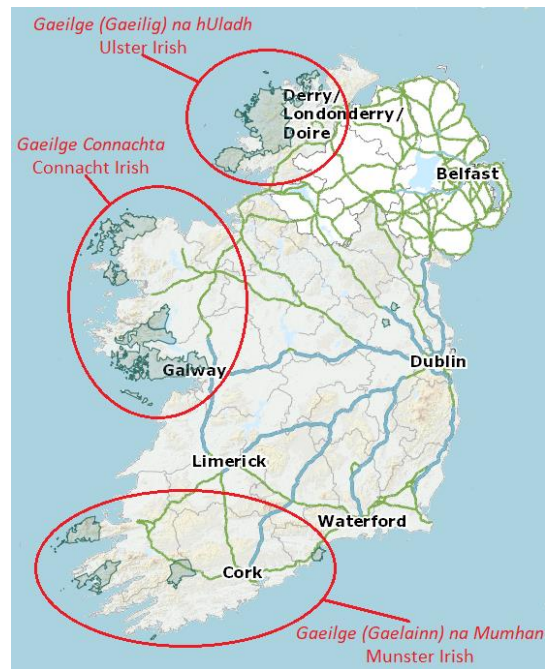 Gaeilge (Gaeilig) na hUladh
Ulster Irish
Derry/
Londonderry/
Doire
Gaeilge Connachta
Connacht Irish
Belfast
Galway
Dublin
Limerick
Waterford
Cork
Gaeilge (Gaelainn) na Mumhan
Munster Irish